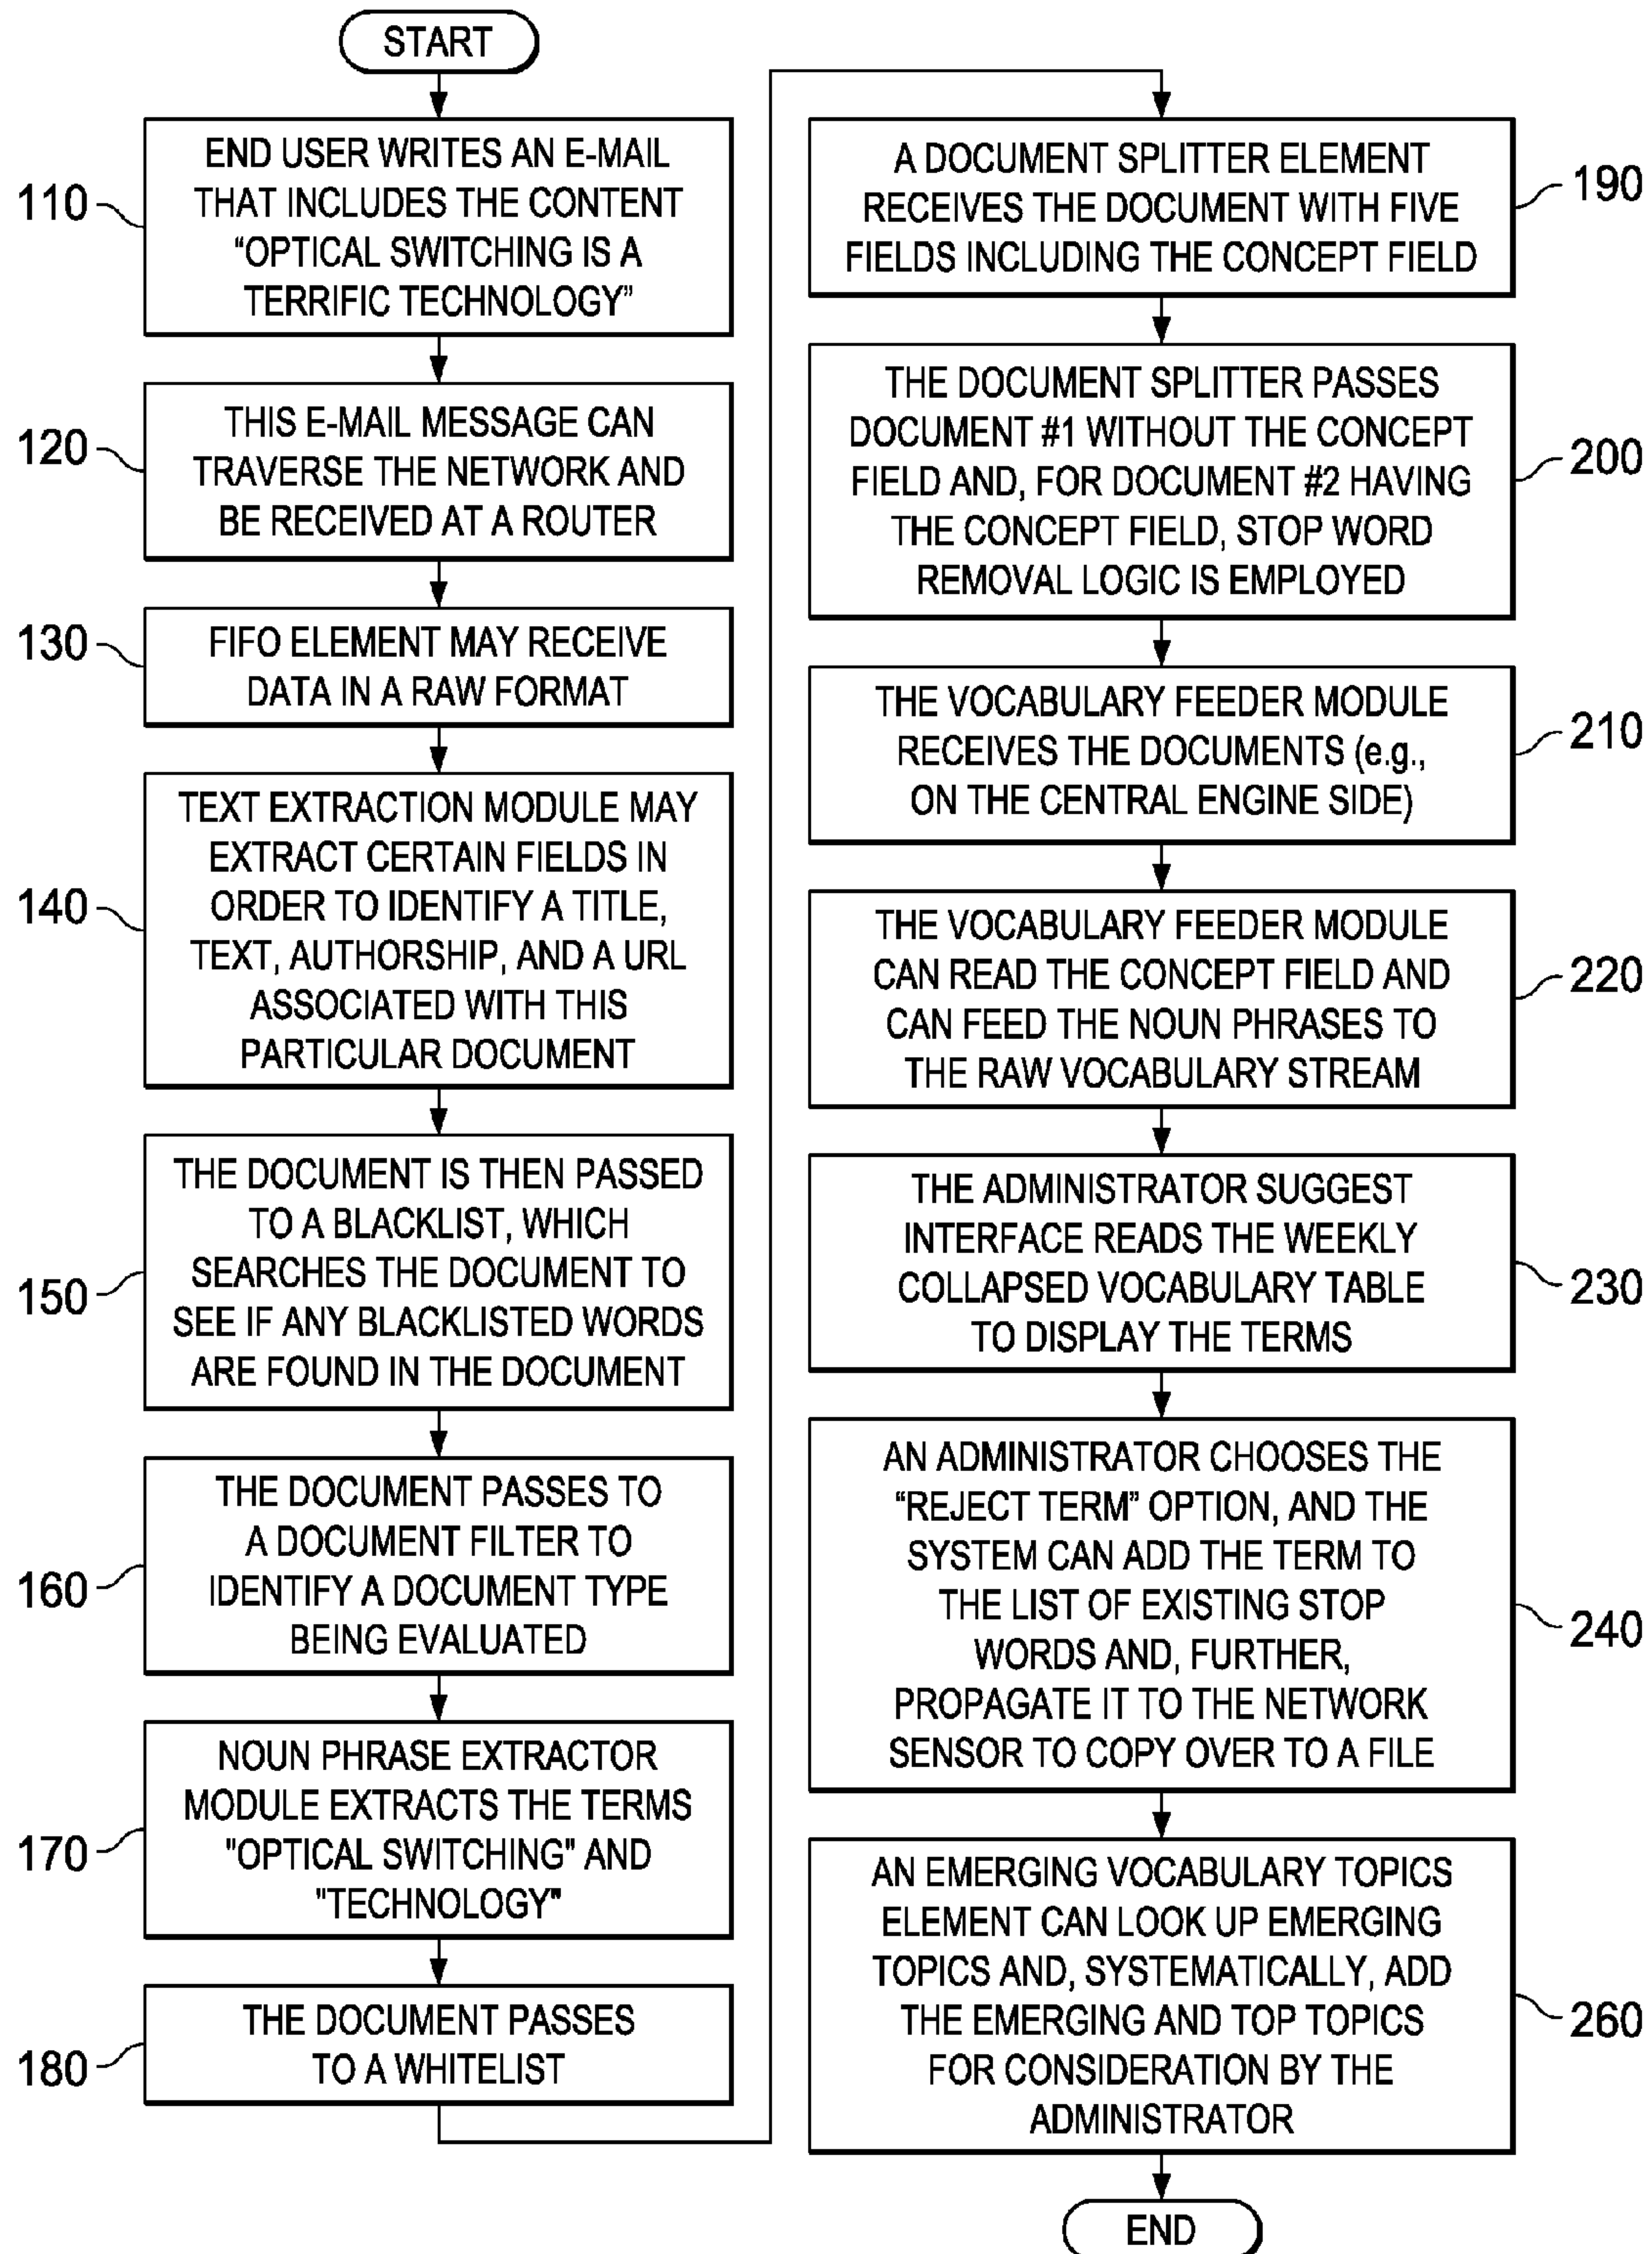 START
110
END USER WRITES AN E-MAIL
THAT INCLUDES THE CONTENT
“OPTICAL SWITCHING IS A
TERRIFIC TECHNOLOGY”
120
THIS E-MAIL MESSAGE CAN
TRAVERSE THE NETWORK AND
BE RECEIVED AT A ROUTER
130
FIFO ELEMENT MAY RECEIVE
DATA IN A RAW FORMAT
140
TEXT EXTRACTION MODULE MAY
EXTRACT CERTAIN FIELDS IN
ORDER TO IDENTIFY A TITLE,
TEXT, AUTHORSHIP, AND A URL
ASSOCIATED WITH THIS
PARTICULAR DOCUMENT
150
THE DOCUMENT IS THEN PASSED
TO A BLACKLIST, WHICH
SEARCHES THE DOCUMENT TO
SEE IF ANY BLACKLISTED WORDS
ARE FOUND IN THE DOCUMENT
160
THE DOCUMENT PASSES TO
A DOCUMENT FILTER TO
IDENTIFY A DOCUMENT TYPE
BEING EVALUATED
170
NOUN PHRASE EXTRACTOR
MODULE EXTRACTS THE TERMS
"OPTICAL SWITCHING" AND
"TECHNOLOGY"
180
THE DOCUMENT PASSES
TO A WHITELIST
190
A DOCUMENT SPLITTER ELEMENT
RECEIVES THE DOCUMENT WITH FIVE
FIELDS INCLUDING THE CONCEPT FIELD
200
THE DOCUMENT SPLITTER PASSES
DOCUMENT #1 WITHOUT THE CONCEPT
FIELD AND, FOR DOCUMENT #2 HAVING
THE CONCEPT FIELD, STOP WORD
REMOVAL LOGIC IS EMPLOYED
210
THE VOCABULARY FEEDER MODULE
RECEIVES THE DOCUMENTS (e.g.,
ON THE CENTRAL ENGINE SIDE)
220
THE VOCABULARY FEEDER MODULE
CAN READ THE CONCEPT FIELD AND
CAN FEED THE NOUN PHRASES TO
THE RAW VOCABULARY STREAM
230
THE ADMINISTRATOR SUGGEST
INTERFACE READS THE WEEKLY
COLLAPSED VOCABULARY TABLE
TO DISPLAY THE TERMS
240
AN ADMINISTRATOR CHOOSES THE
“REJECT TERM” OPTION, AND THE
SYSTEM CAN ADD THE TERM TO
THE LIST OF EXISTING STOP
WORDS AND, FURTHER,
PROPAGATE IT TO THE NETWORK
SENSOR TO COPY OVER TO A FILE
260
AN EMERGING VOCABULARY TOPICS
ELEMENT CAN LOOK UP EMERGING
TOPICS AND, SYSTEMATICALLY, ADD
THE EMERGING AND TOP TOPICS
FOR CONSIDERATION BY THE
ADMINISTRATOR
END